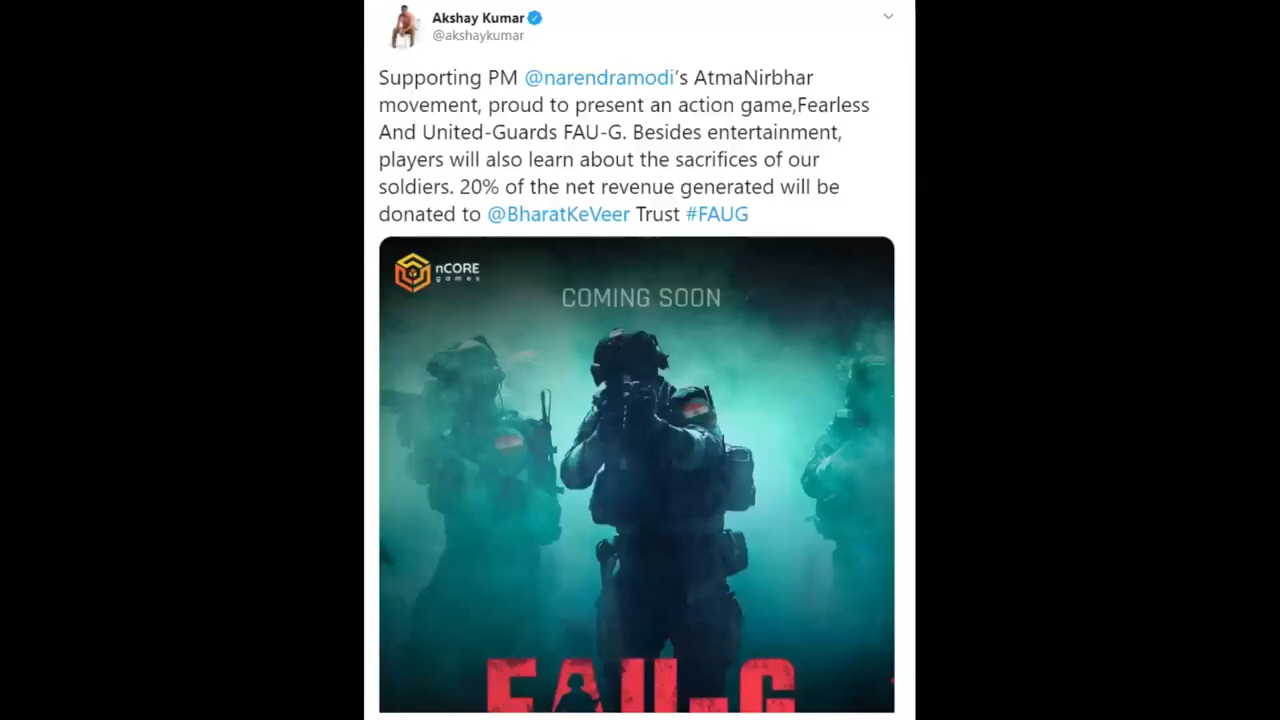 Akshay Kumar
@akshaykumar
Supporting PM @narendramodi's AtmaNirbhar
movement, proud to present an action game,Fearless
And United-Guards FAU-G. Besides entertainment,
players will also learn about the sacrifices of our
soldiers. 20% of the net revenue generated will be
donated to @BharatKeVeer Trust #FAUG
nCORE
games
COMING SOON
FAU-G